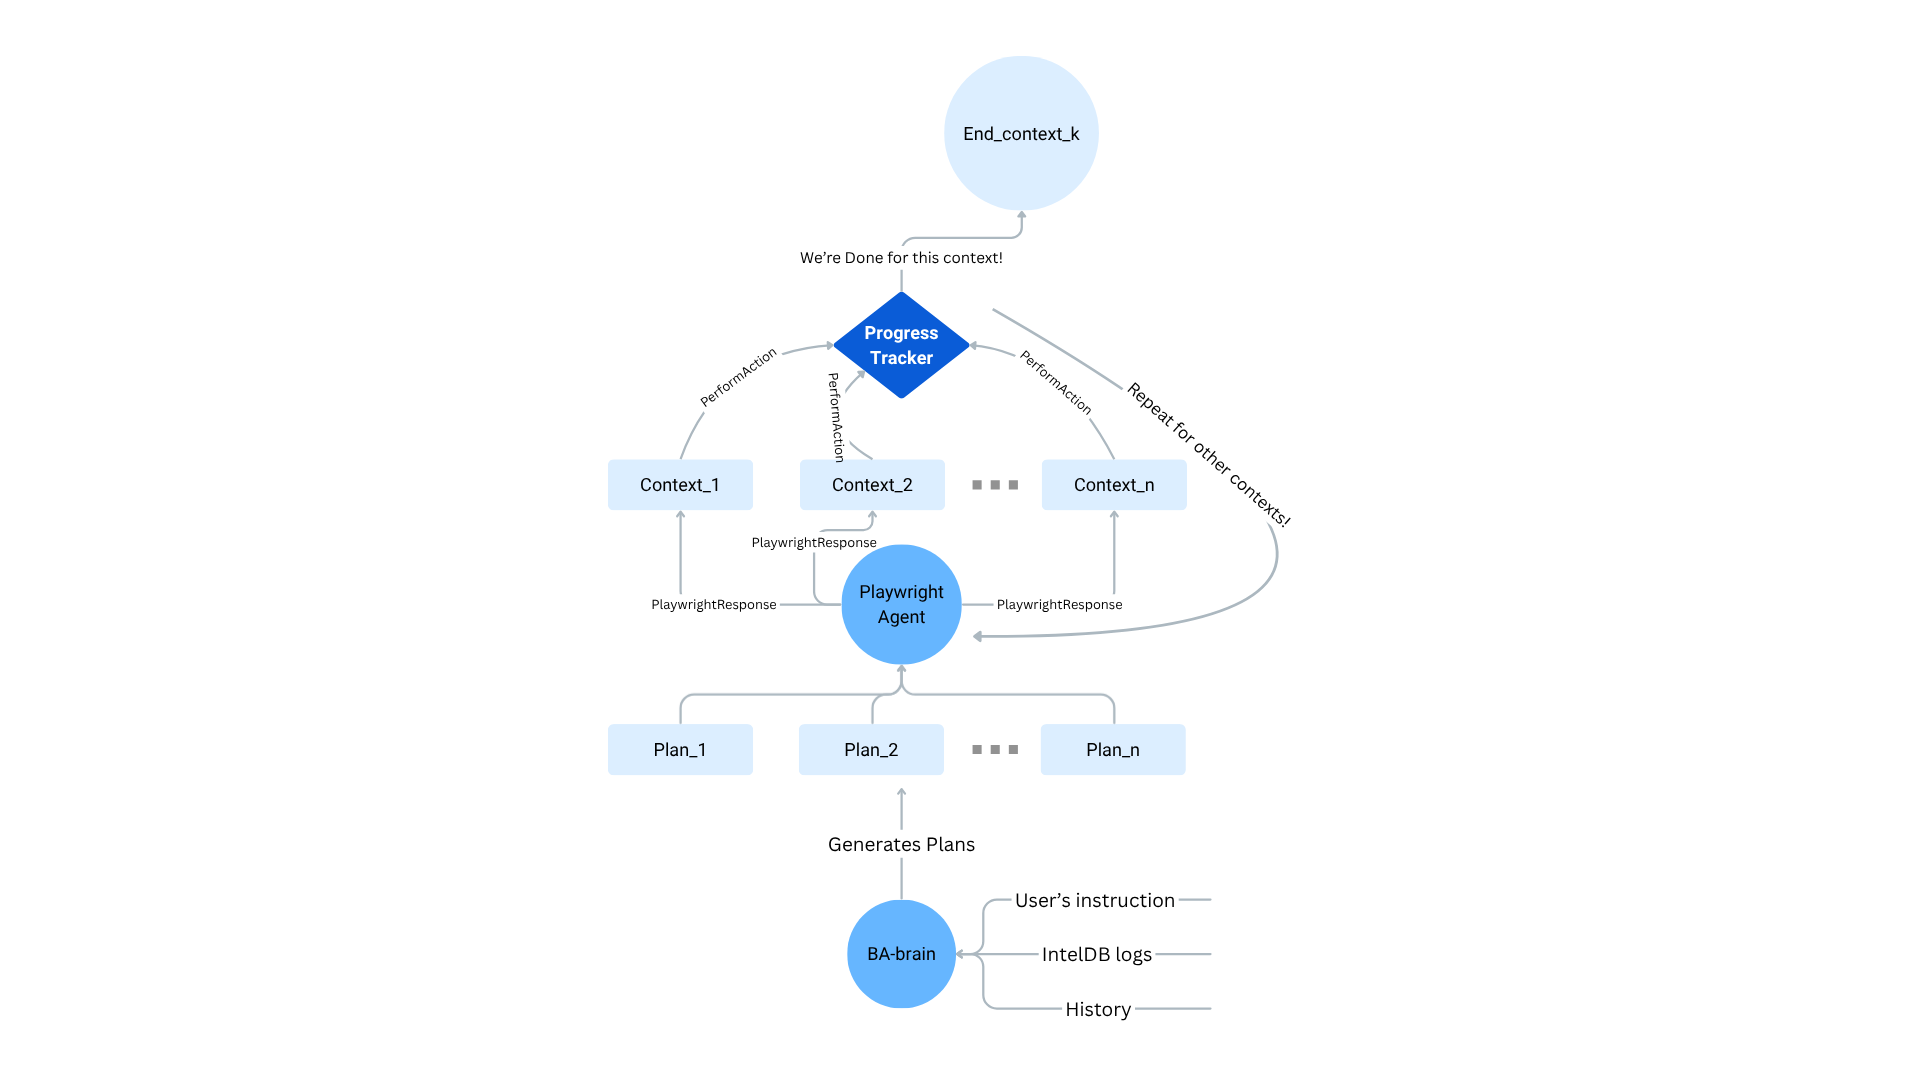 End_context_k
We're Done for this context!
Progress
Tracker
PerformAction
PerformAction
PerformAction
Repeat for other contexts!
Context_1
Context_2
Context_n
PlaywrightResponse
Playwright
Agent
PlaywrightResponse
PlaywrightResponse
Plan_1
Plan_2
Plan_n
Generates Plans
User’s instruction
BA-brain
IntelDB logs
History